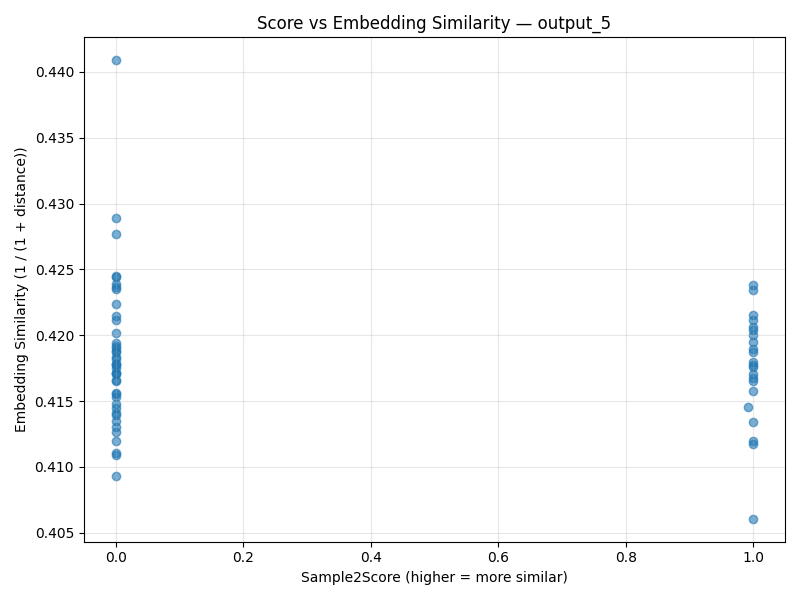 Score vs Embedding Similarity — output_5
Embedding Similarity (1 / (1 + distance))
0.440
0.435
0.430
0.425
0.420
0.415
0.410
0.405
0.0 0.2 0.4 0.6 0.8 1.0
Sample2Score (higher = more similar)